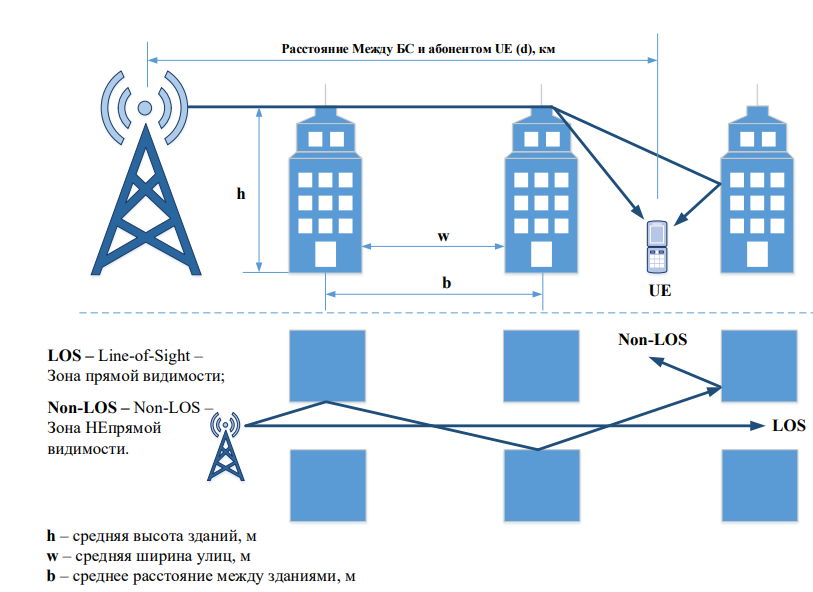 Расстояние Между БС и абонентом UE (d), км
h
w
b
UE
LOS – Line-of-Sight –
Зона прямой видимости;
Non-LOS – Non-LOS –
Зона НЕпрямой
видимости.
Non-LOS
LOS
h – средняя высота зданий, м
w – средняя ширина улиц, м
b – среднее расстояние между зданиями, м